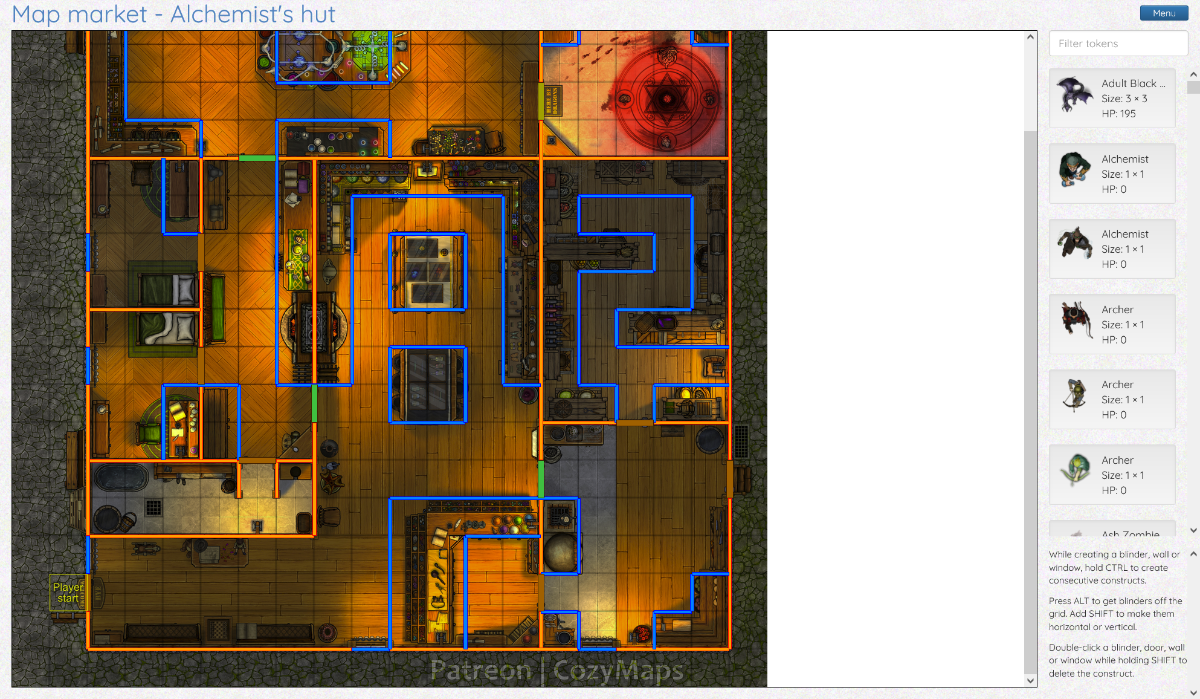 Map market - Alchemist's hut
Menu
Filter tokens
Adult Black ...
Size: 3 × 3
HP: 195
Alchemist
Size: 1 × 1
HP: 0
Alchemist
Size: 1 × 1
HP: 0
Archer
Size: 1 × 1
HP: 0
Archer
Size: 1 × 1
HP: 0
Archer
Size: 1 × 1
HP: 0
Ash Zombie
While creating a blinder, wall or
window, hold CTRL to create
consecutive constructs.
Press ALT to get blinders off the
grid. Add SHIFT to make them
horizontal or vertical.
Double-click a blinder, door, wall
or window while holding SHIFT to
delete the construct.
Player
start
Patreon | CozyMaps